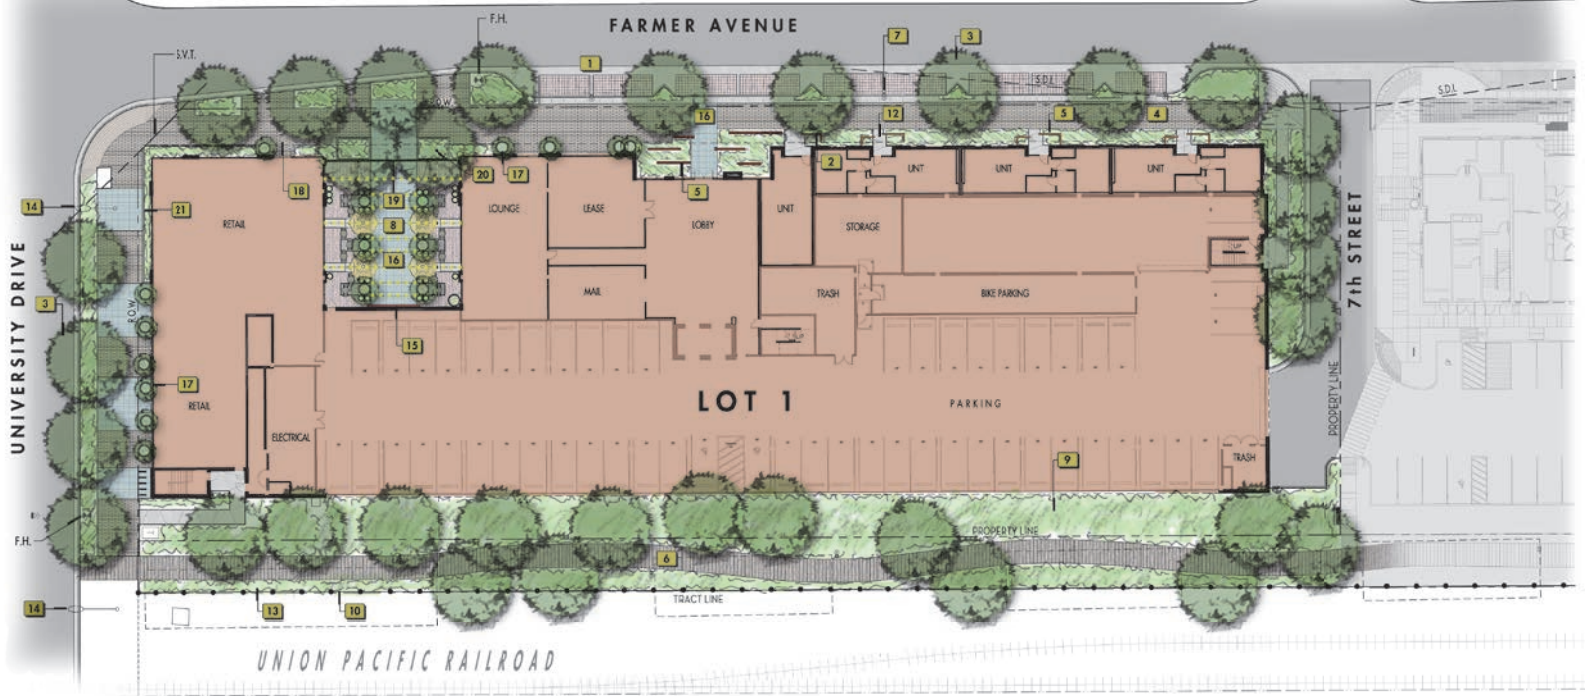 FARMER AVENUE
F.H.
S.V.T.
1
7
3
S.D.L
S.D.L
R.O.W.
16
12
5
4
2
14
21
18
20
17
5
RETAIL
19
8
16
LOUNGE
LEASE
LOBBY
UNIT
UNIT
UNIT
UNIT
STORAGE
UP
7th STREET
UNIVERSITY DRIVE
3
R.O.W.
MAIL
TRASH
BIKE PARKING
UP
15
17
RETAIL
LOT 1
PARKING
PROPERTY LINE
ELECTRICAL
9
TRASH
F.H.
PROPERTY LINE
6
14
13
10
TRACT LINE
UNION PACIFIC RAILROAD